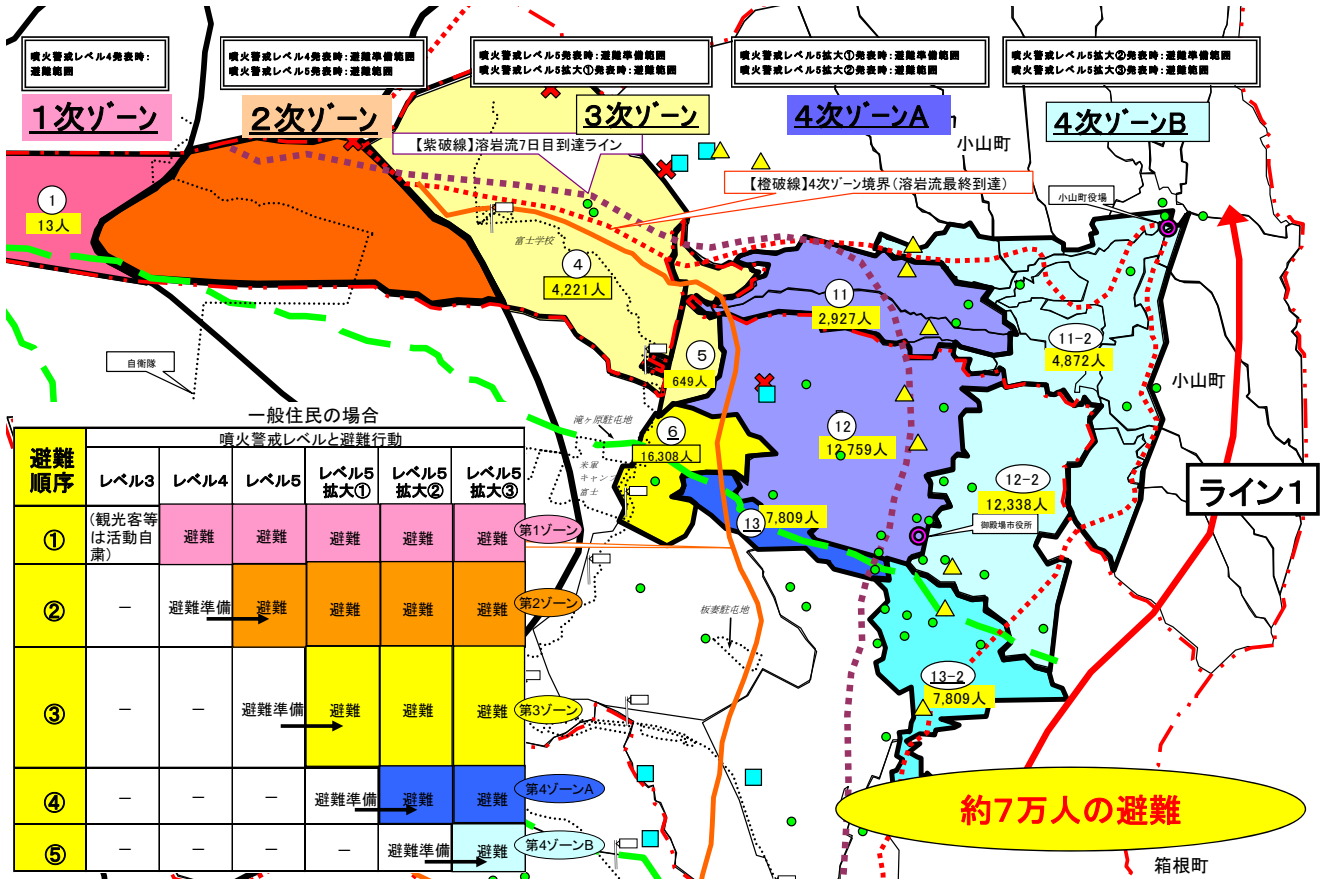 噴火警戒レベル4発表時：
避難範囲
噴火警戒レベル4発表時：避難準備範囲
噴火警戒レベル5発表時：避難範囲
噴火警戒レベル5発表時：避難準備範囲
噴火警戒レベル5拡大①発表時：避難範囲
噴火警戒レベル5拡大①発表時：避難準備範囲
噴火警戒レベル5拡大②発表時：避難範囲
噴火警戒レベル5拡大②発表時：避難準備範囲
噴火警戒レベル5拡大③発表時：避難範囲
1次ゾーン
2次ゾーン
3次ゾーン
4次ゾーンA
4次ゾーンB
【紫破線】溶岩流7日目到達ライン
小山町
【橙破線】4次ゾーン境界（溶岩流最終到達）
小山町役場
①
13人
富士学校
④
4,221人
⑪
2,927人
⑤
649人
11-2
4,872人
小山町
自衛隊
滝ヶ原駐屯地
⑥
16,308人
⑫
12,759人
米軍
キャンプ
富士
12-2
12,338人
ライン1
⑬
7,809人
御殿場市役所
板妻駐屯地
13-2
7,809人
約7万人の避難
箱根町
一般住民の場合
避難
順序
噴火警戒レベルと避難行動
レベル3 レベル4 レベル5 レベル5拡大① レベル5拡大② レベル5拡大③
① (観光客等は活動自粛) 避難 避難 避難 避難 避難 第1ゾーン
② － 避難準備 避難 避難 避難 避難 第2ゾーン
③ － － 避難準備 避難 避難 避難 第3ゾーン
④ － － － 避難準備 避難 避難 第4ゾーンA
⑤ － － － － 避難準備 避難 第4ゾーンB